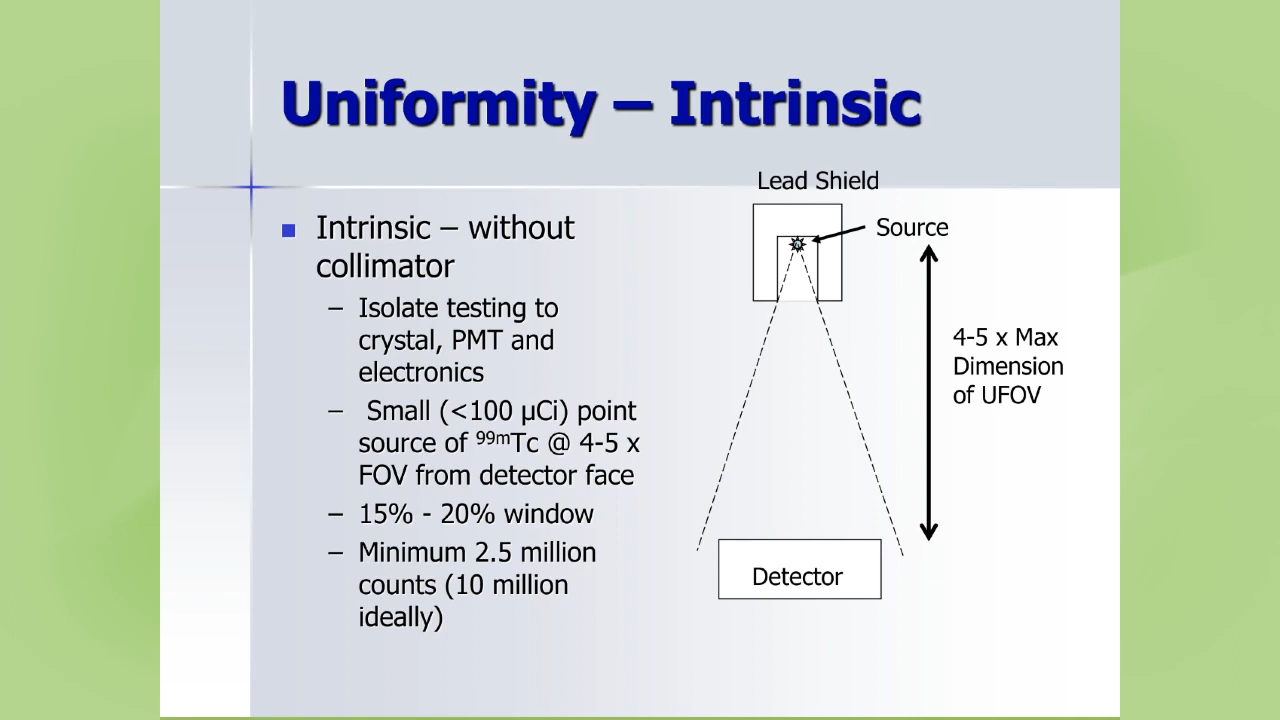 Uniformity – Intrinsic
Intrinsic – without
collimator
– Isolate testing to
crystal, PMT and
electronics
– Small (<100 µCi) point
source of ⁹⁹ᵐTc @ 4-5 x
FOV from detector face
– 15% - 20% window
– Minimum 2.5 million
counts (10 million
ideally)
Lead Shield
Source
4-5 x Max
Dimension
of UFOV
Detector